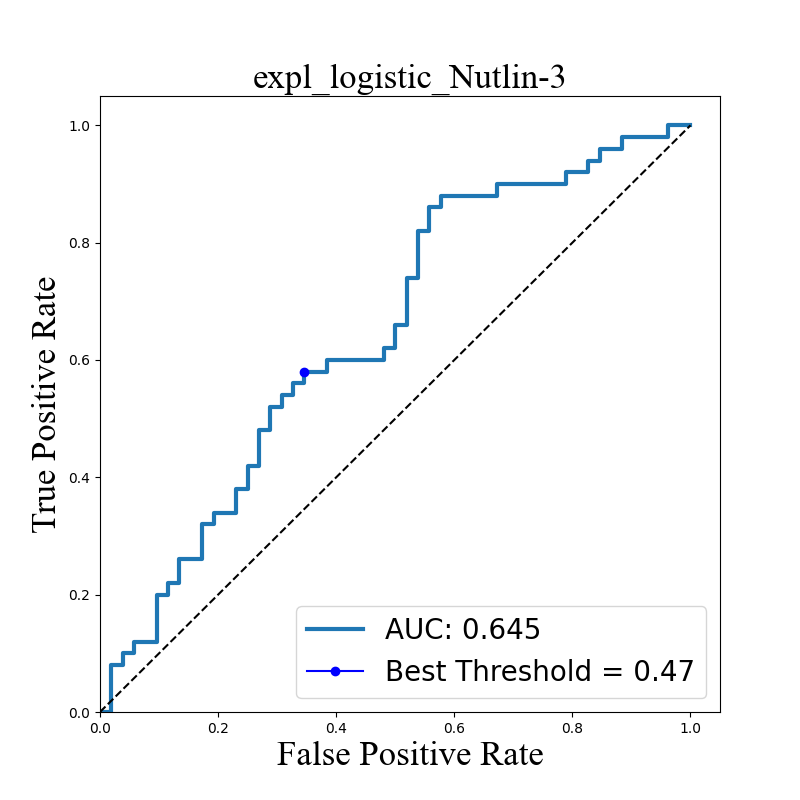 expl_logistic_Nutlin-3
True Positive Rate
1.0
0.8
0.6
0.4
0.2
0.0
0.0 0.2 0.4 0.6 0.8 1.0
False Positive Rate
AUC: 0.645
Best Threshold = 0.47